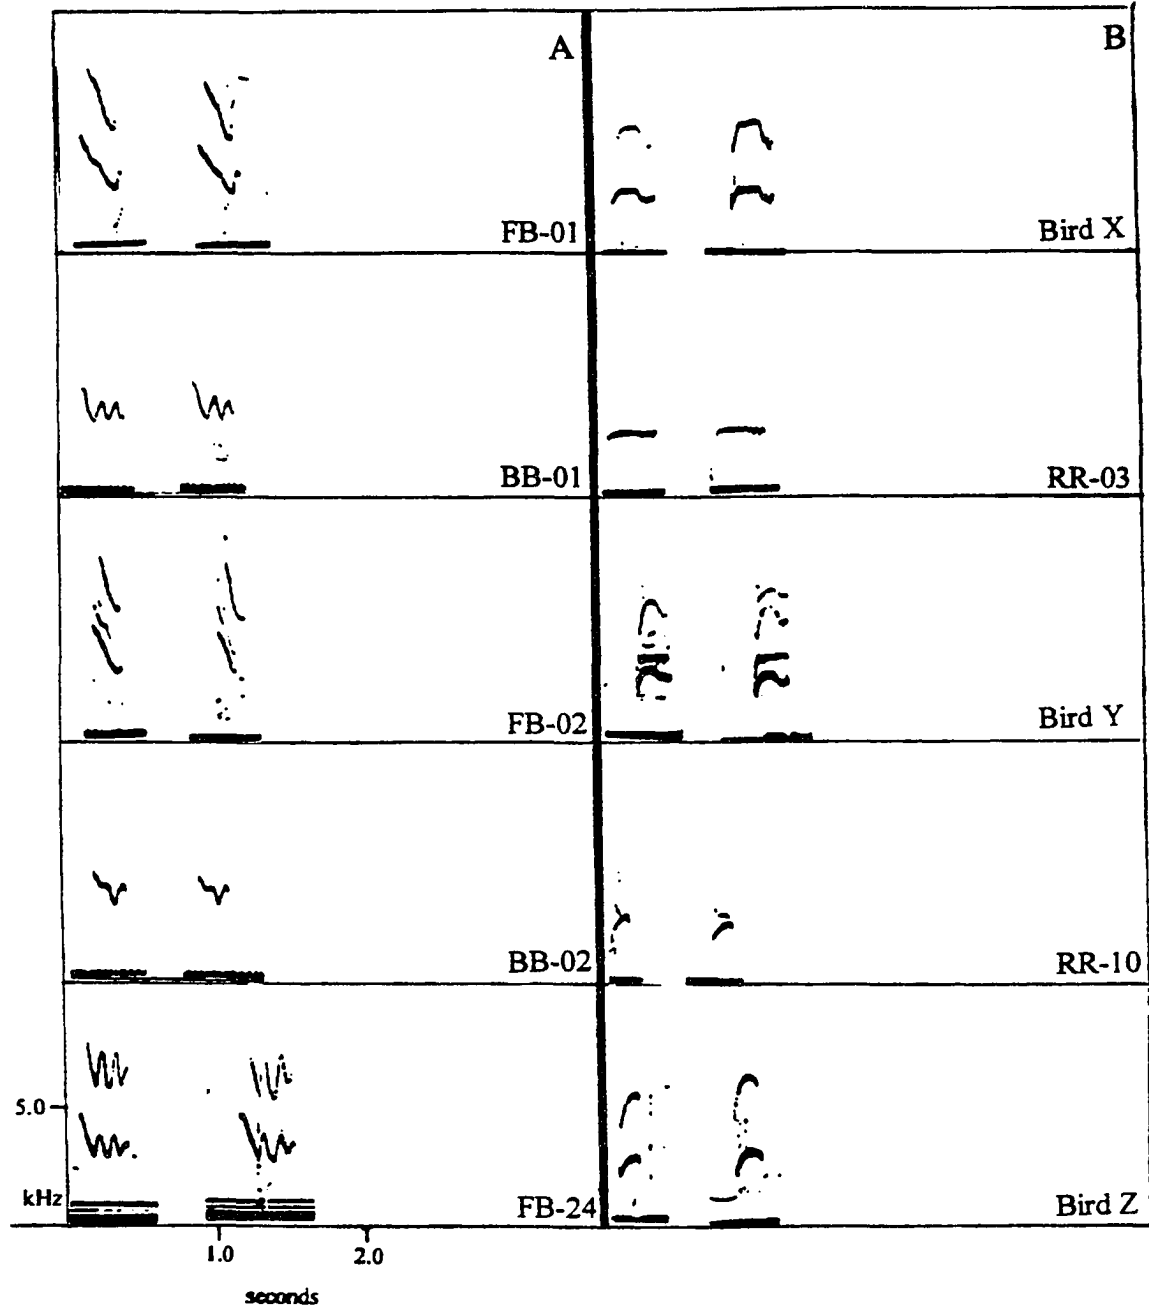 A
B
FB-01
Bird X
BB-01
RR-03
FB-02
Bird Y
BB-02
RR-10
5.0
kHz
FB-24
Bird Z
1.0
2.0
seconds